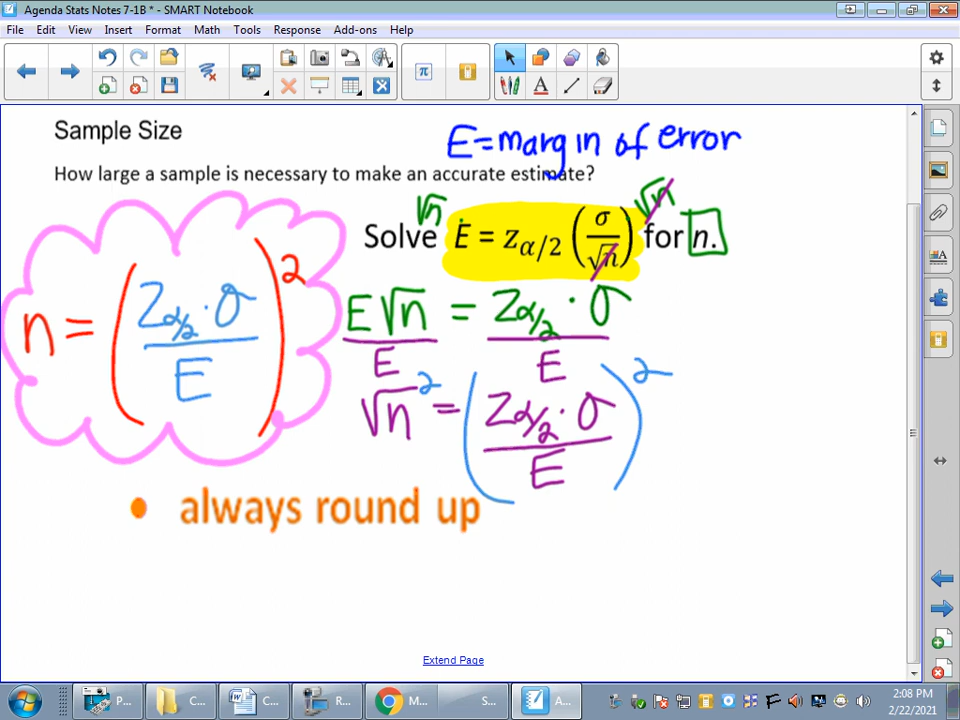 Agenda Stats Notes 7-1B * - SMART Notebook
File Edit View Insert Format Math Tools Response Add-ons Help
Sample Size
E = margin of error
How large a sample is necessary to make an accurate estimate?
√n √n
Solve E = zα/2 (σ/√n) for n.
n = (Zα/2 · σ / E)²
E√n = Zα/2 · σ
E E
√n² = (Zα/2 · σ / E)²
• always round up
Extend Page
P... C... C... R... M... S... A...
2:08 PM
2/22/2021